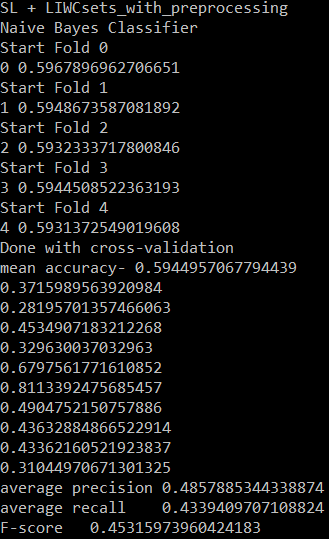 SL + LIWCsets_with_preprocessing
Naive Bayes Classifier
Start Fold 0
0 0.5967896962706651
Start Fold 1
1 0.5948673587081892
Start Fold 2
2 0.5932333717800846
Start Fold 3
3 0.5944508522363193
Start Fold 4
4 0.5931372549019608
Done with cross-validation
mean accuracy- 0.5944957067794439
0.3715989563920984
0.28195701357466063
0.4534907183212268
0.329630037032963
0.6797561771610852
0.8113392475685457
0.4904752150757886
0.43632884866522914
0.43362160521923837
0.31044970671301325
average precision 0.4857885344338874
average recall    0.4339409707108824
F-score   0.45315973960424183